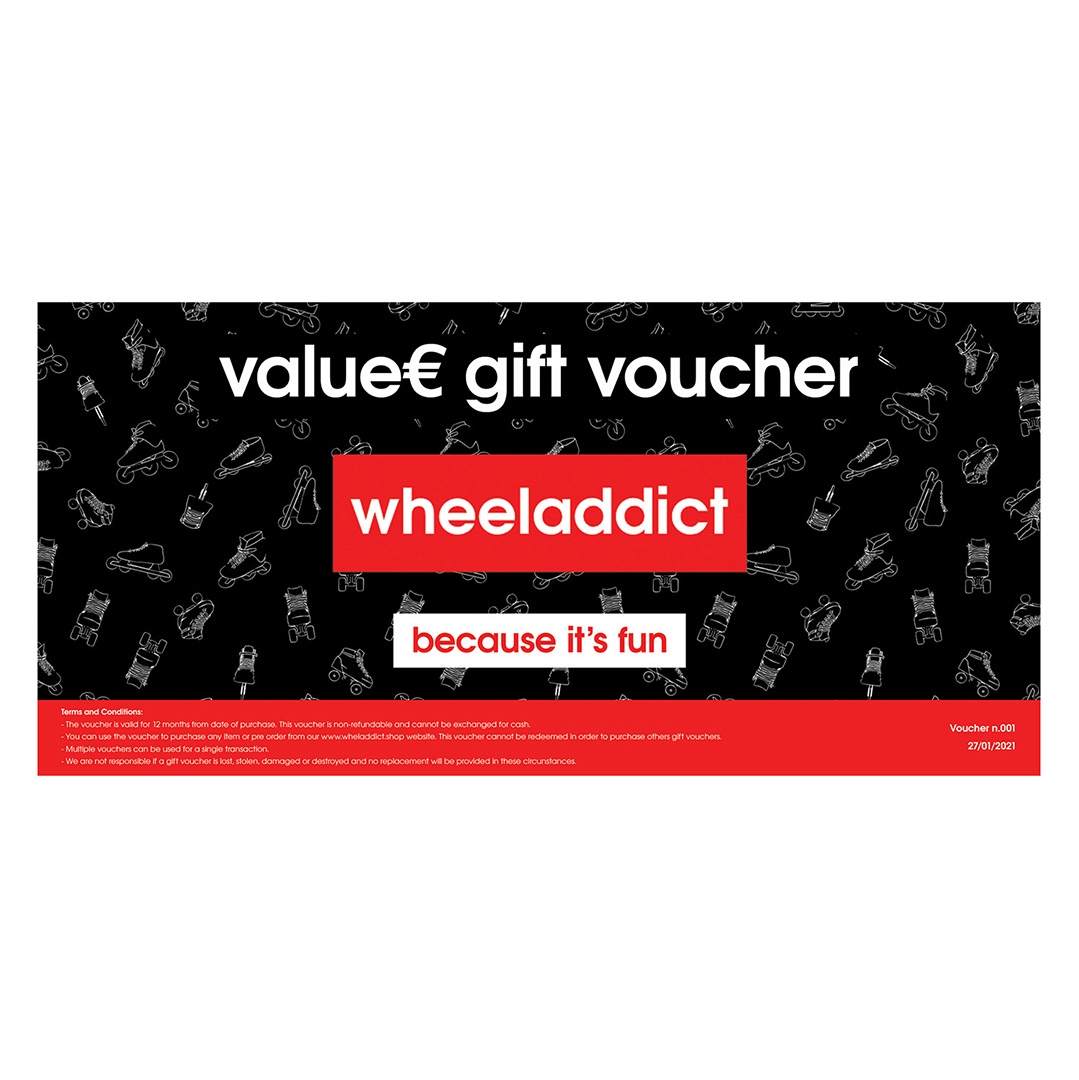 value€ gift voucher
wheeladdict
because it's fun
Terms and Conditions:
- The voucher is valid for 12 months from date of purchase. This voucher is non-refundable and cannot be exchanged for cash.
- You can use the voucher to purchase any item or pre order from our www.wheladdict.shop website. This voucher cannot be redeemed in order to purchase others gift vouchers.
- Multiple vouchers can be used for a single transaction.
- We are not responsible if a gift voucher is lost, stolen, damaged or destroyed and no replacement will be provided in these circumstances.
Voucher n.001
27/01/2021